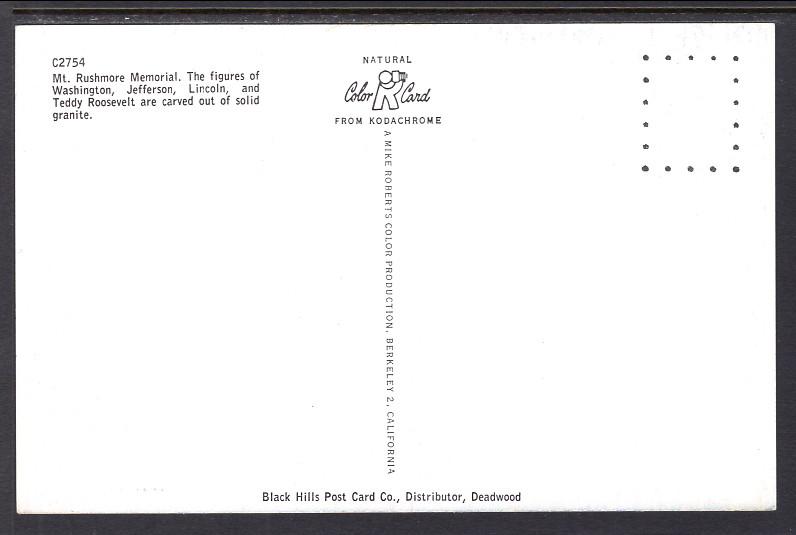 C2754
Mt. Rushmore Memorial. The figures of
Washington, Jefferson, Lincoln, and
Teddy Roosevelt are carved out of solid
granite.
NATURAL
Color Card
FROM KODACHROME
A MIKE ROBERTS COLOR PRODUCTION, BERKELEY 2, CALIFORNIA
Black Hills Post Card Co., Distributor, Deadwood